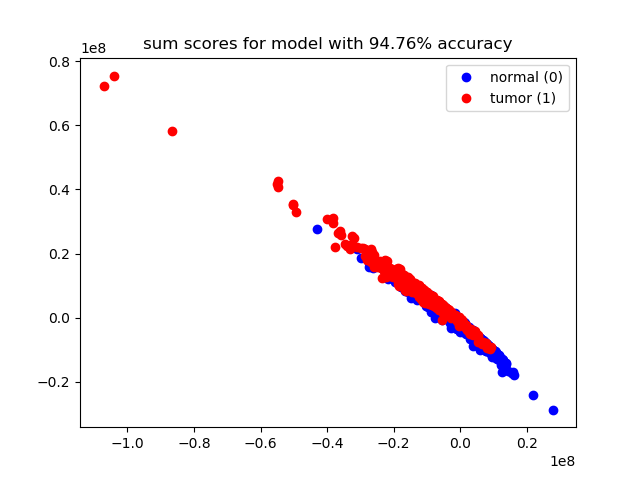 sum scores for model with 94.76% accuracy
1e8
normal (0)
tumor (1)
0.8
0.6
0.4
0.2
0.0
−0.2
−1.0 −0.8 −0.6 −0.4 −0.2 0.0 0.2
1e8